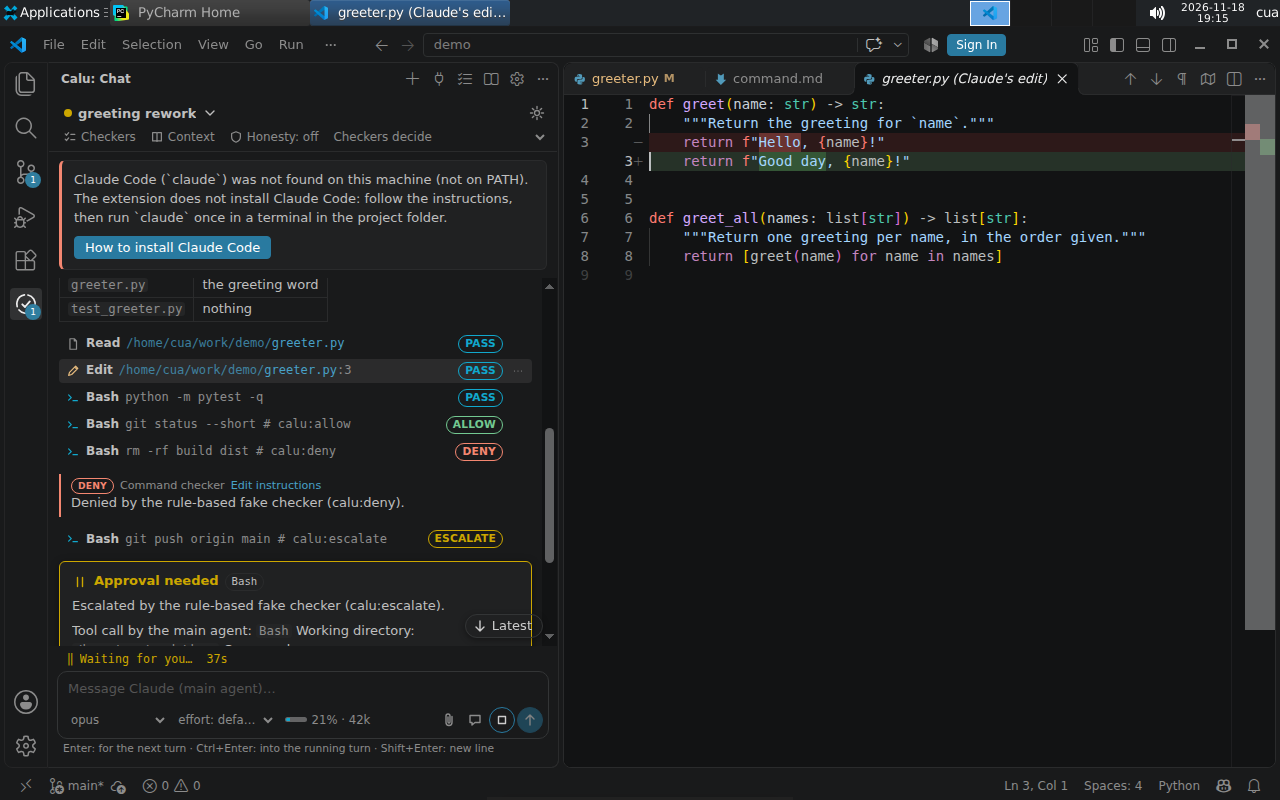 Applications
PyCharm Home
greeter.py (Claude's edi...
2026-11-18
19:15
cua
File Edit Selection View Go Run ···
demo
Sign In
Calu: Chat
greeting rework
Checkers Context Honesty: off Checkers decide
Claude Code (`claude`) was not found on this machine (not on PATH).
The extension does not install Claude Code: follow the instructions,
then run `claude` once in a terminal in the project folder.
How to install Claude Code
greeter.py the greeting word
test_greeter.py nothing
Read /home/cua/work/demo/greeter.py PASS
Edit /home/cua/work/demo/greeter.py:3 PASS ···
Bash python -m pytest -q PASS
Bash git status --short # calu:allow ALLOW
Bash rm -rf build dist # calu:deny DENY
DENY Command checker Edit instructions
Denied by the rule-based fake checker (calu:deny).
Bash git push origin main # calu:escalate ESCALATE
Approval needed Bash
Escalated by the rule-based fake checker (calu:escalate).
Tool call by the main agent: Bash Working directory:
Latest
Waiting for you… 37s
Message Claude (main agent)…
opus effort: defa... 21% · 42k
Enter: for the next turn · Ctrl+Enter: into the running turn · Shift+Enter: new line
1
1
greeter.py M
command.md
greeter.py (Claude's edit)
1 1 def greet(name: str) -> str:
2 2 """Return the greeting for `name`."""
3 − return f"Hello, {name}!"
3+ return f"Good day, {name}!"
4 4
5 5
6 6 def greet_all(names: list[str]) -> list[str]:
7 7 """Return one greeting per name, in the order given."""
8 8 return [greet(name) for name in names]
9 9
main* 0 0
Ln 3, Col 1 Spaces: 4 Python